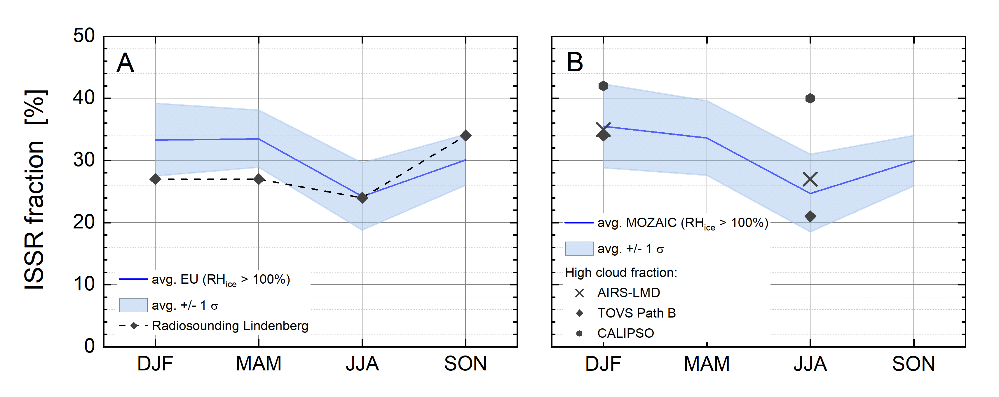 ISSR fraction [%]
50
40
30
20
10
0
A
avg. EU (RHice > 100%)
avg. +/- 1 σ
Radiosounding Lindenberg
DJF MAM JJA SON
B
avg. MOZAIC (RHice > 100%)
avg. +/- 1 σ
High cloud fraction:
AIRS-LMD
TOVS Path B
CALIPSO
DJF MAM JJA SON